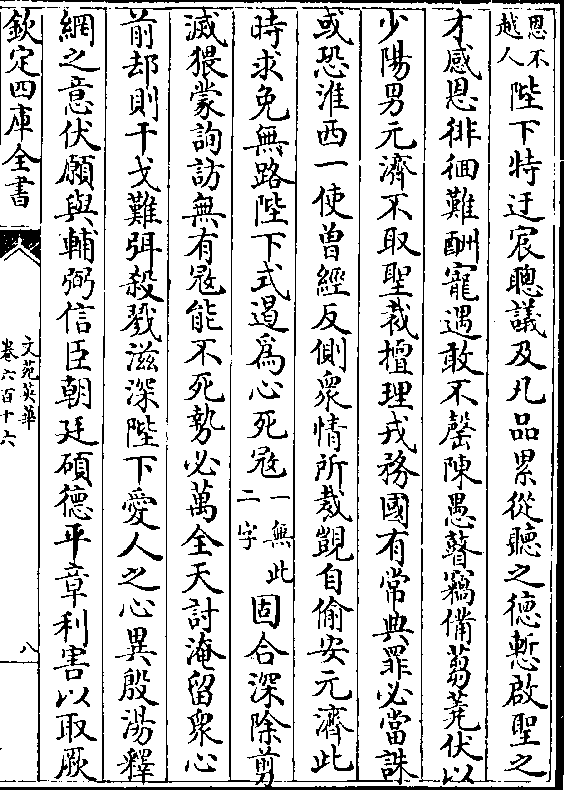 恩不越人陛下特迂宸聰議及凡品累從聽之德慙啟聖之
才感恩徘徊難酬寵遇敢不罄陳愚瞽竊備芻蕘伏以
少陽男元濟不取聖裁擅理戎務國有常典罪必當誅
或恐淮西一使曾經反側衆情所裁覬自偷安元濟此
時求免無路陛下式遏為心死寇一無此二字固合深除剪
滅猥蒙詢訪無有寇能不死勢必萬全天討淹留衆心
前却則干戈難弭殺戮滋深陛下愛人之心異殷湯釋
網之意伏願與輔弼信臣朝廷碩德平章利害以取厥
欽定四庫全書
文苑英華
卷六百十六
八